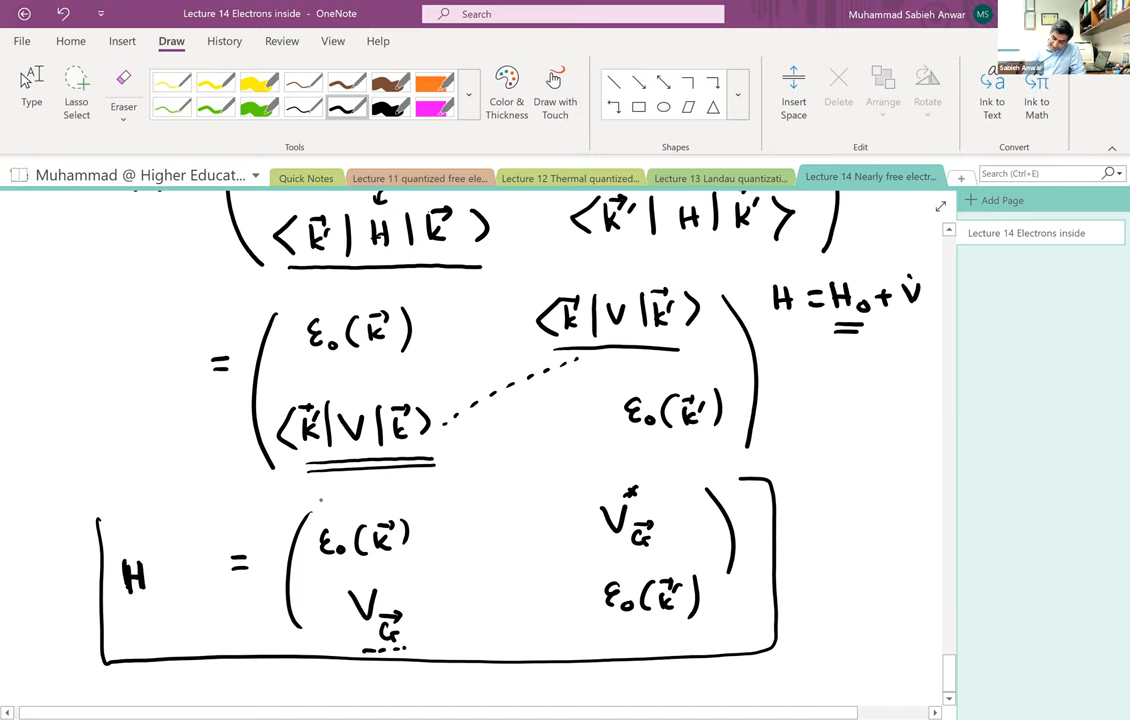 Lecture 14 Electrons inside - OneNote
Search
Muhammad Sabieh Anwar
MS
File Home Insert Draw History Review View Help
Sabieh Anwar
Type
Lasso Select
Eraser
Color & Thickness
Draw with Touch
Insert Space
Delete
Arrange
Rotate
Ink to Text
Ink to Math
Tools
Shapes
Edit
Convert
Muhammad @ Higher Educat...
Quick Notes
Lecture 11 quantized free ele...
Lecture 12 Thermal quantized...
Lecture 13 Landau quantizati...
Lecture 14 Nearly free electr...
Search (Ctrl+E)
Add Page
Lecture 14 Electrons inside
⟨k⃗′| H | k⃗⟩ ⟨k⃗′| H | k⃗′⟩
H = H₀ + V
= ( ε₀(k⃗) ⟨k⃗| V | k⃗′⟩
⟨k⃗′| V | k⃗⟩ ε₀(k⃗′) )
H = ( ε₀(k⃗) V*_G⃗
V_G⃗ ε₀(k⃗′) )